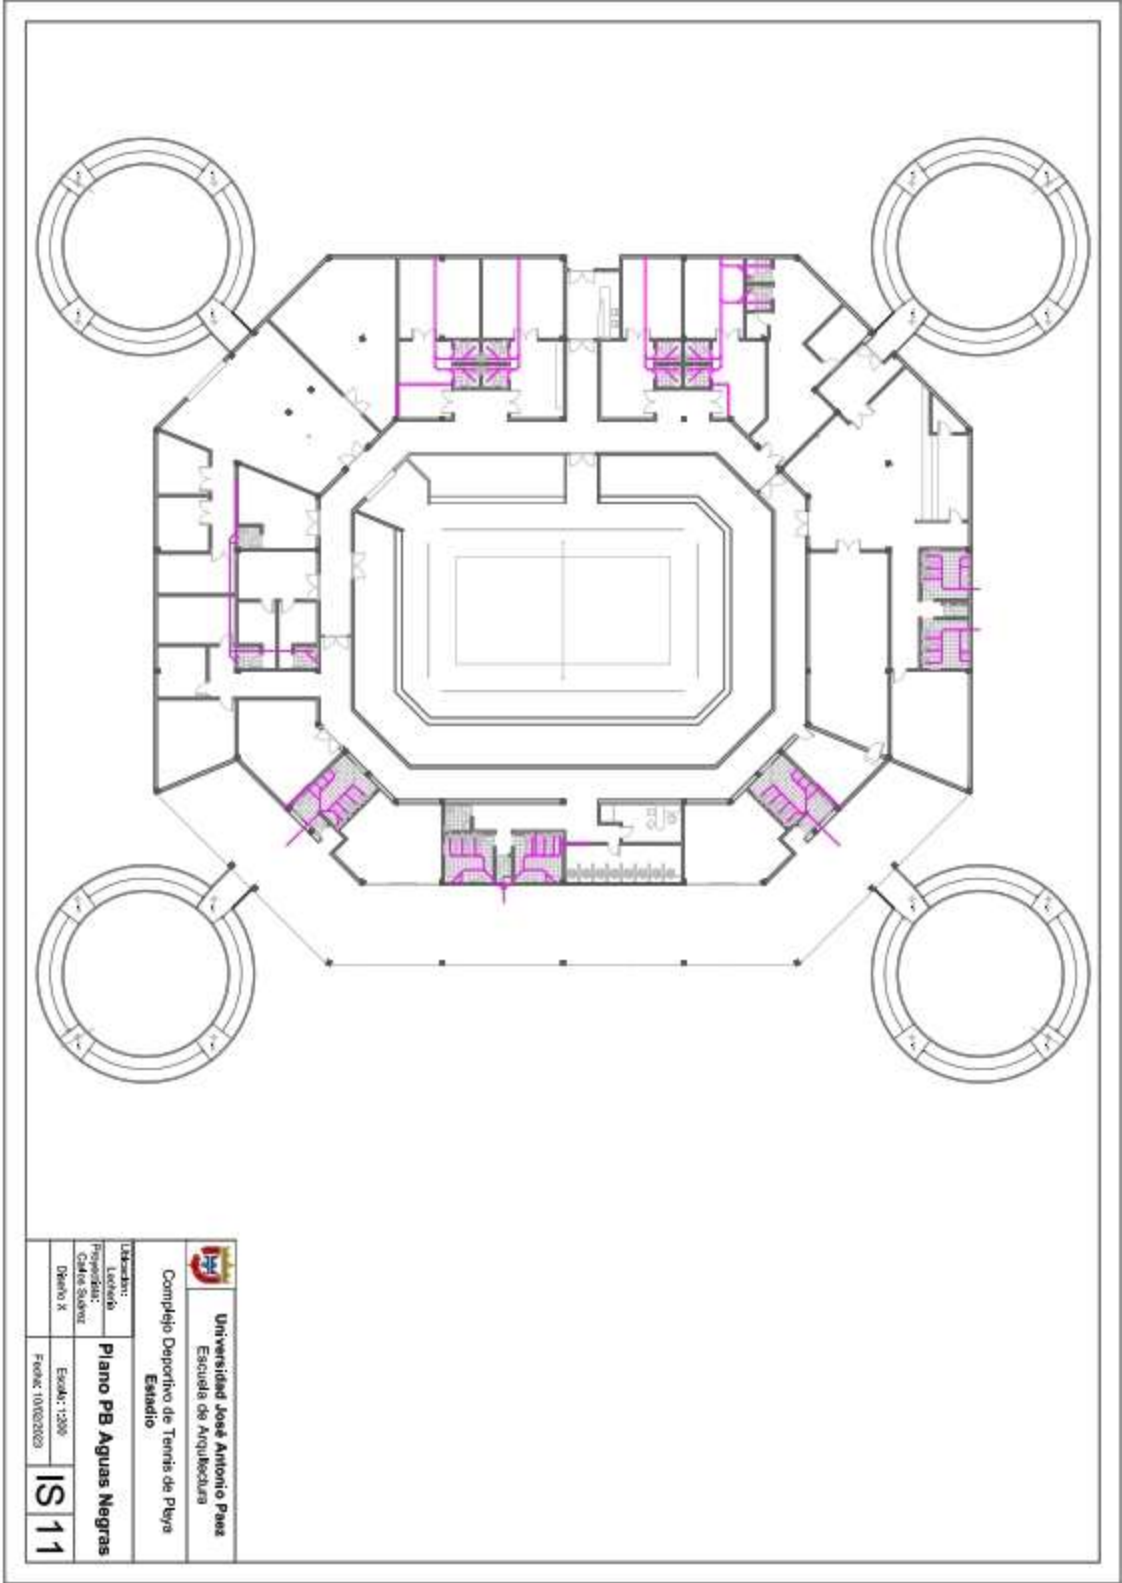 Universidad José Antonio Paez
Escuela de Arquitectura
Complejo Deportivo de Tennis de Playa
Estadio
Ubicación:
Lechería
Proyectista:
Carlos Suárez
Plano PB Aguas Negras
Diseño X
Escala: 1:200
Fecha: 10/02/2023
IS 11